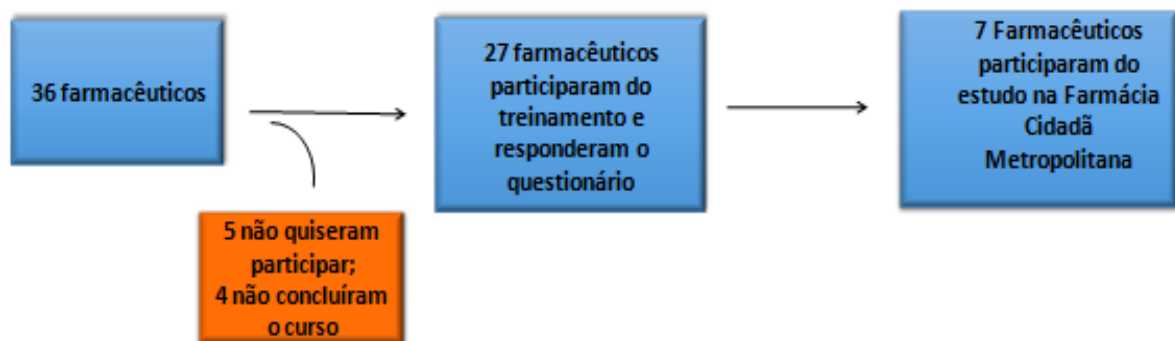 36 farmacêuticos
5 não quiseram
participar;
4 não concluíram
o curso
27 farmacêuticos
participaram do
treinamento e
responderam o
questionário
7 Farmacêuticos
participaram do
estudo na Farmácia
Cidadã
Metropolitana